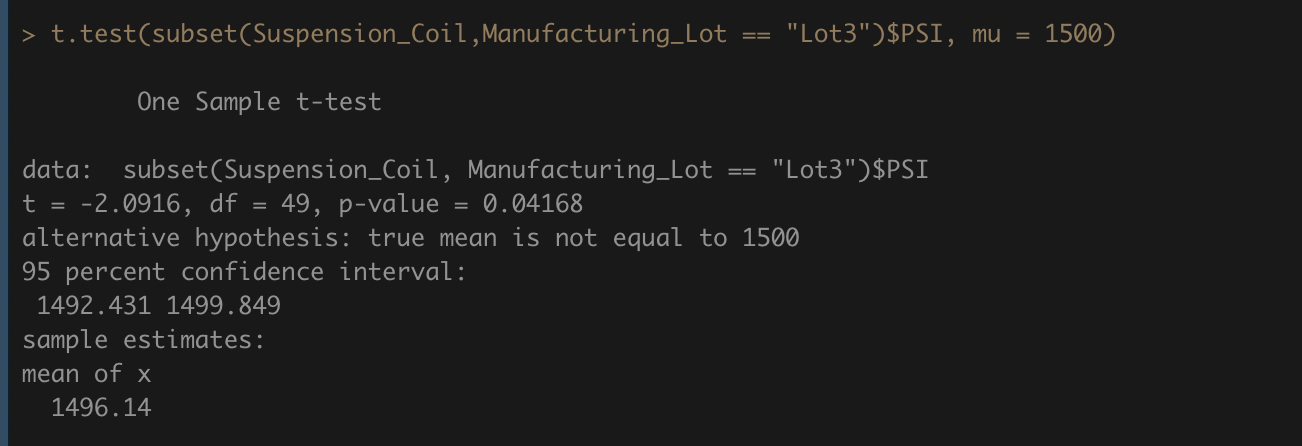 > t.test(subset(Suspension_Coil,Manufacturing_Lot == "Lot3")$PSI, mu = 1500)
One Sample t-test
data:  subset(Suspension_Coil, Manufacturing_Lot == "Lot3")$PSI
t = -2.0916, df = 49, p-value = 0.04168
alternative hypothesis: true mean is not equal to 1500
95 percent confidence interval:
1492.431 1499.849
sample estimates:
mean of x
1496.14